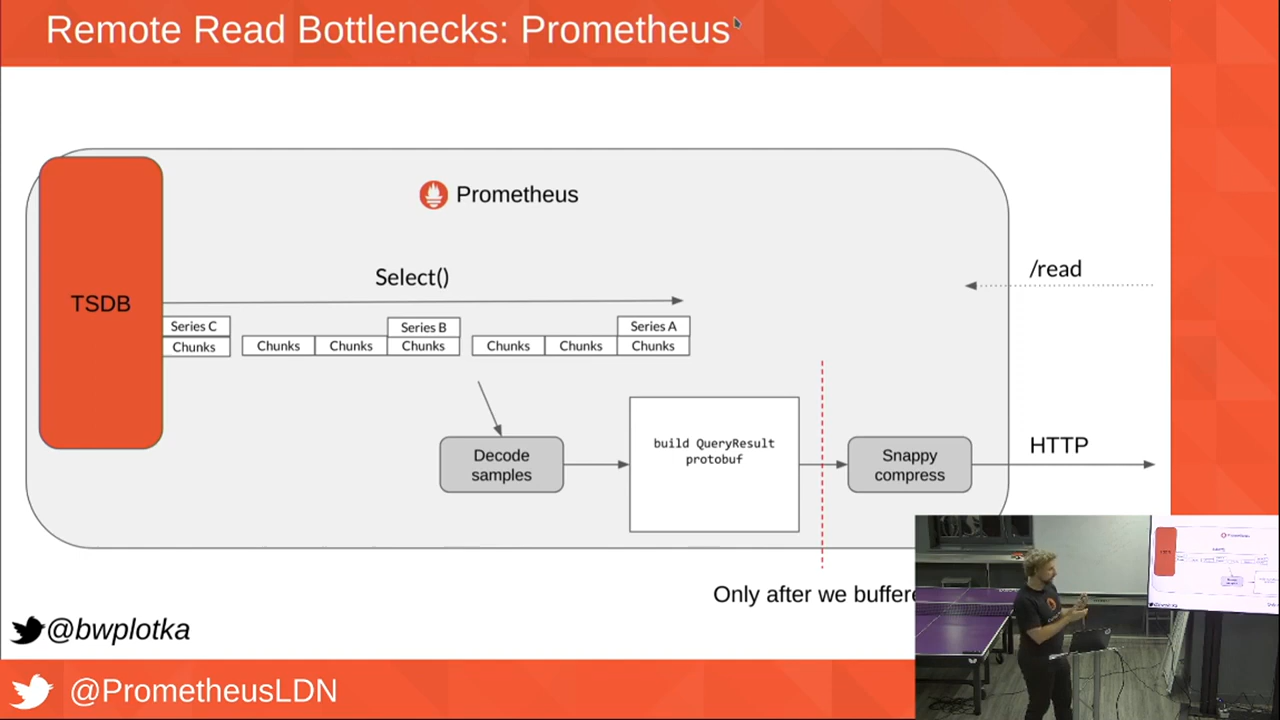 Remote Read Bottlenecks: Prometheus
Prometheus
TSDB
Select()
/read
Series C
Series B
Series A
Chunks
Chunks
Chunks
Chunks
Chunks
Chunks
Chunks
Decode
samples
build QueryResult
protobuf
Snappy
compress
HTTP
Only after we buffere
@bwplotka
@PrometheusLDN